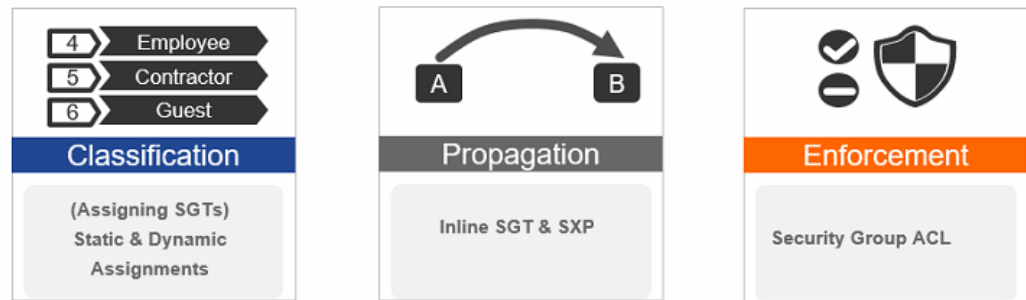 4 Employee
5 Contractor
6 Guest
Classification
(Assigning SGTs)
Static & Dynamic
Assignments
A B
Propagation
Inline SGT & SXP
Enforcement
Security Group ACL